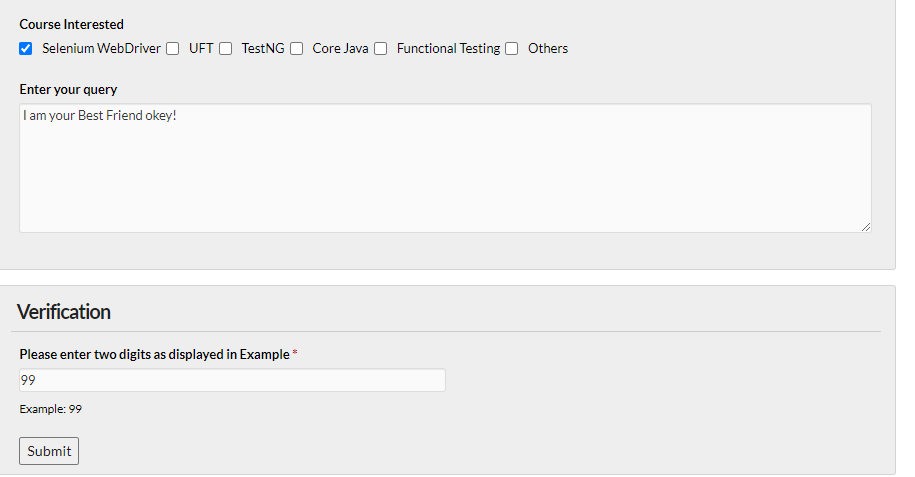 Course Interested
Selenium WebDriver UFT TestNG Core Java Functional Testing Others
Enter your query
I am your Best Friend okey!
Verification
Please enter two digits as displayed in Example *
99
Example: 99
Submit